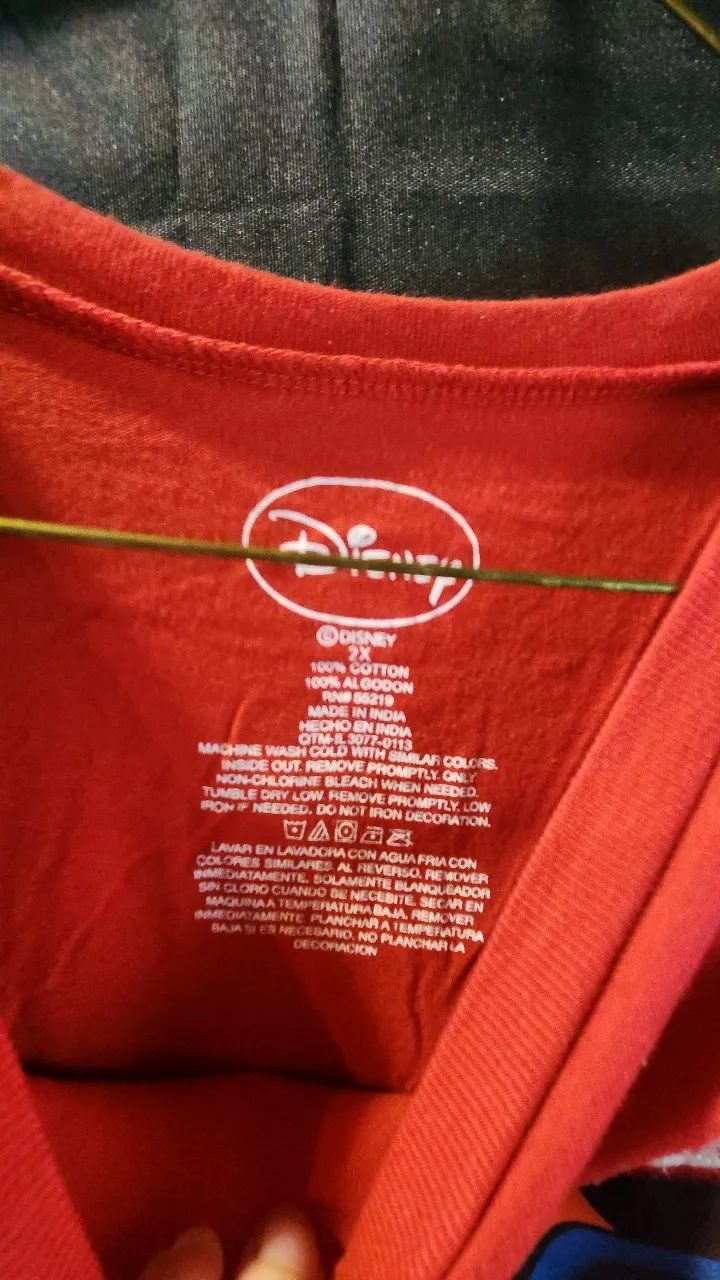 Disney
©DISNEY
2X
100% COTTON
100% ALGODON
RN# 55219
MADE IN INDIA
HECHO EN INDIA
OTM-IL3077-0113
MACHINE WASH COLD WITH SIMILAR COLORS.
INSIDE OUT. REMOVE PROMPTLY. ONLY
NON-CHLORINE BLEACH WHEN NEEDED.
TUMBLE DRY LOW. REMOVE PROMPTLY. LOW
IRON IF NEEDED. DO NOT IRON DECORATION.
LAVAR EN LAVADORA CON AGUA FRIA CON
COLORES SIMILARES. AL REVERSO. REMOVER
INMEDIATAMENTE. SOLAMENTE BLANQUEADOR
SIN CLORO CUANDO SE NECESITE. SECAR EN
MAQUINA A TEMPERATURA BAJA. REMOVER
INMEDIATAMENTE. PLANCHAR A TEMPERATURA
BAJA SI ES NECESARIO. NO PLANCHAR LA
DECORACION